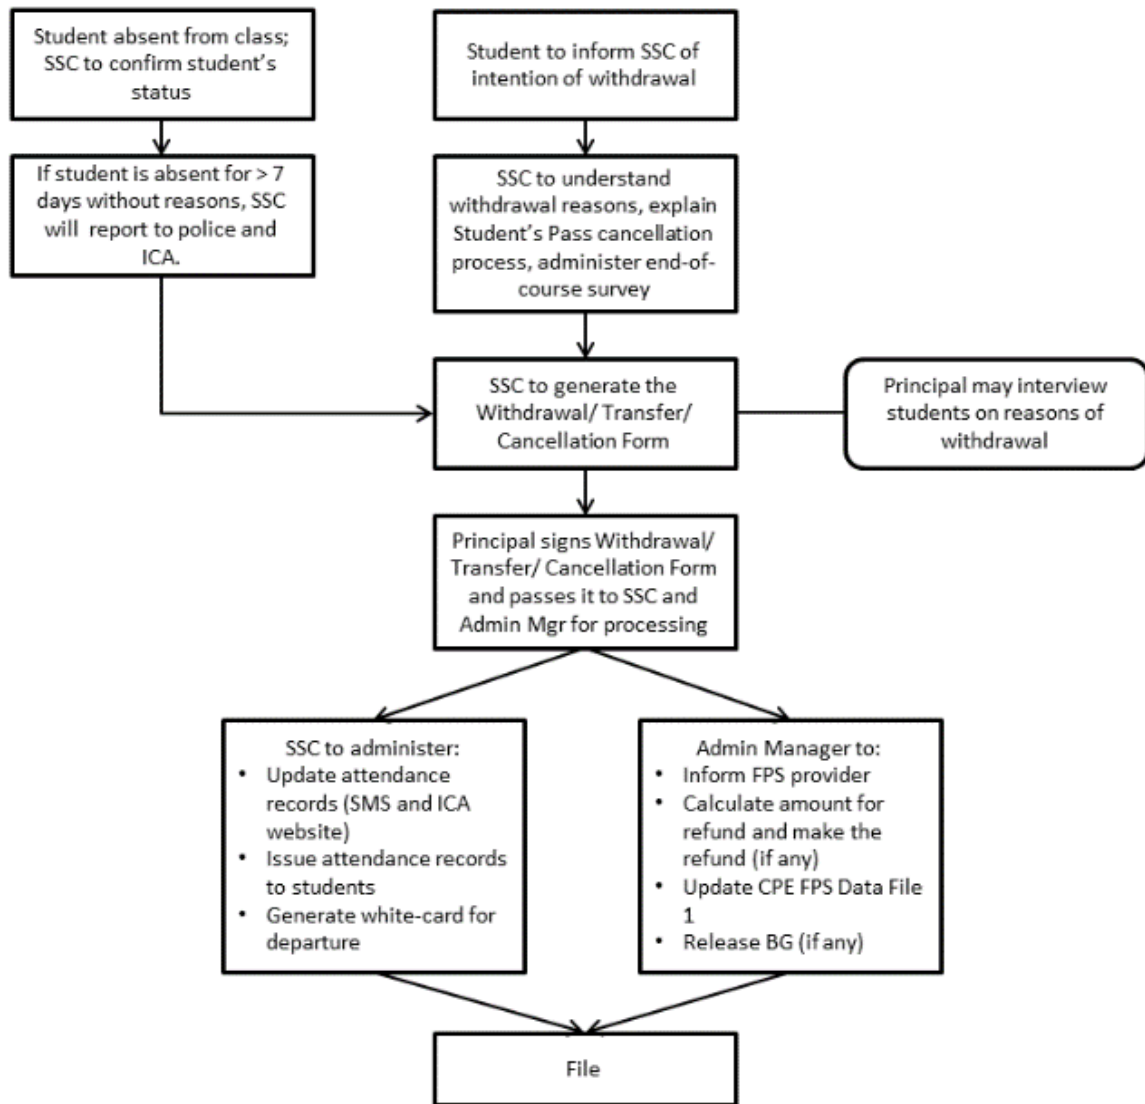 Student absent from class;
SSC to confirm student's
status
Student to inform SSC of
intention of withdrawal
If student is absent for > 7
days without reasons, SSC
will  report to police and
ICA.
SSC to understand
withdrawal reasons, explain
Student's Pass cancellation
process, administer end-of-
course survey
SSC to generate the
Withdrawal/ Transfer/
Cancellation Form
Principal may interview
students on reasons of
withdrawal
Principal signs Withdrawal/
Transfer/ Cancellation Form
and passes it to SSC and
Admin Mgr for processing
SSC to administer:
• Update attendance
records (SMS and ICA
website)
• Issue attendance records
to students
• Generate white-card for
departure
Admin Manager to:
• Inform FPS provider
• Calculate amount for
refund and make the
refund (if any)
• Update CPE FPS Data File
1
• Release BG (if any)
File